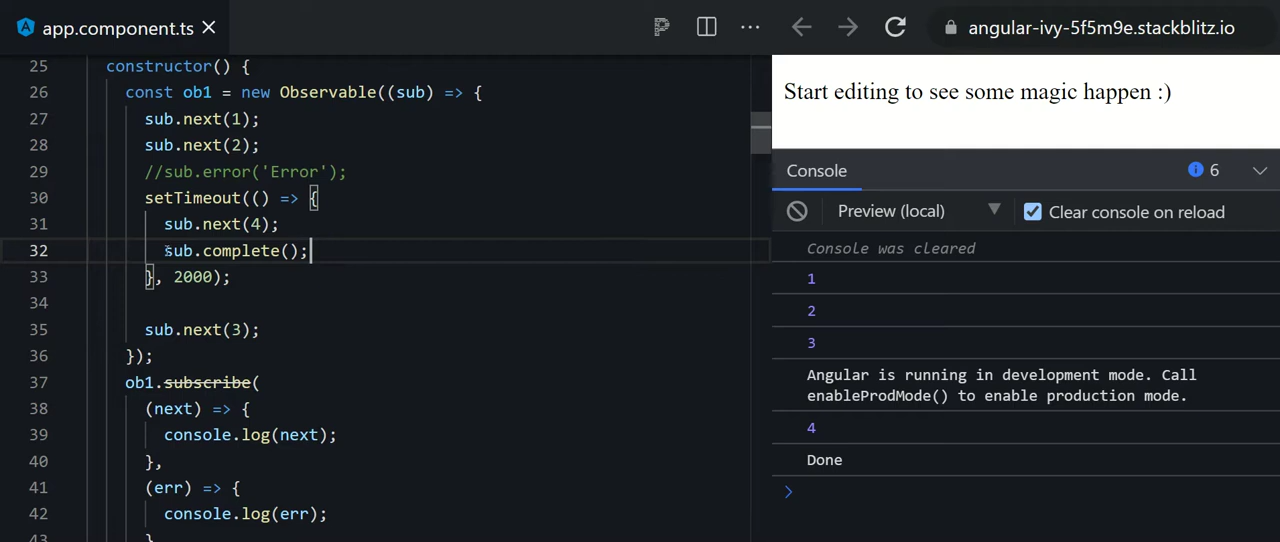 app.component.ts
angular-ivy-5f5m9e.stackblitz.io
25 constructor() {
26 const ob1 = new Observable((sub) => {
27 sub.next(1);
28 sub.next(2);
29 //sub.error('Error');
30 setTimeout(() => {
31 sub.next(4);
32 sub.complete();
33 }, 2000);
34
35 sub.next(3);
36 });
37 ob1.subscribe(
38 (next) => {
39 console.log(next);
40 },
41 (err) => {
42 console.log(err);
43 }
Start editing to see some magic happen :)
Console 6
Preview (local) Clear console on reload
Console was cleared
1
2
3
Angular is running in development mode. Call
enableProdMode() to enable production mode.
4
Done